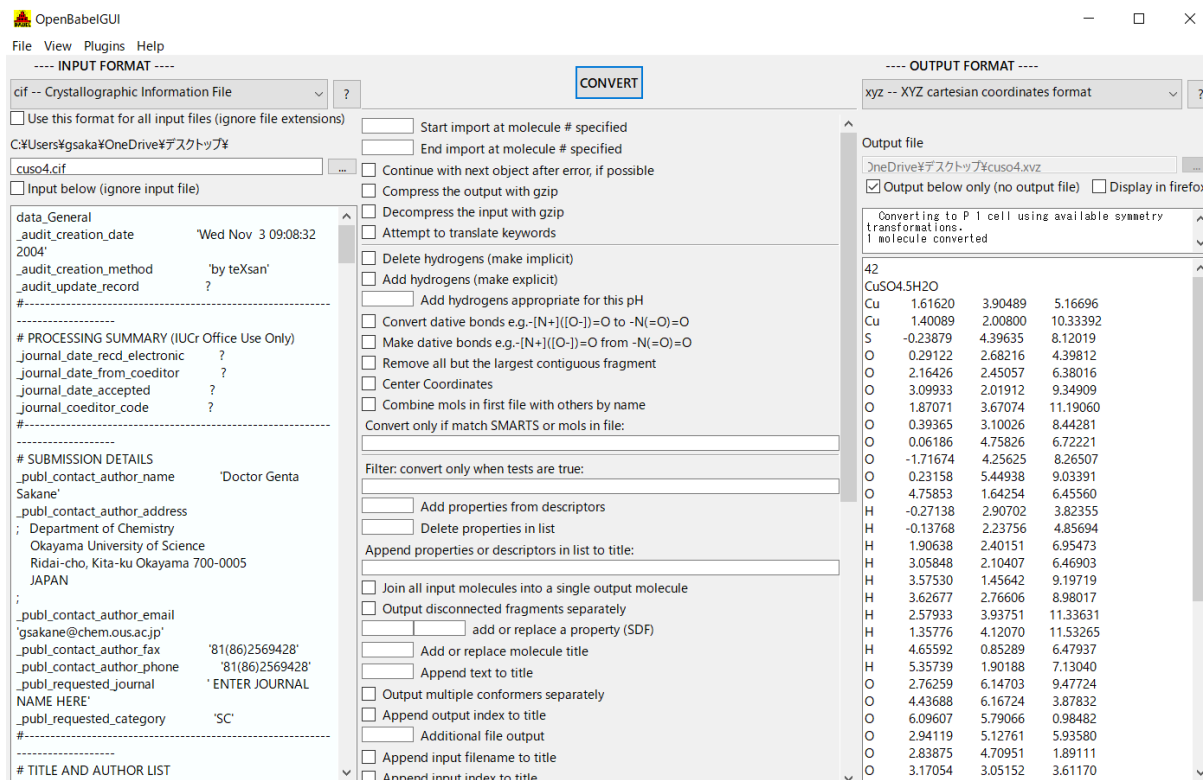 OpenBabelGUI
File View Plugins Help
---- INPUT FORMAT ----
cif -- Crystallographic Information File
?
Use this format for all input files (ignore file extensions)
C:¥Users¥gsaka¥OneDrive¥デスクトップ¥
cuso4.cif
...
Input below (ignore input file)
data_General
_audit_creation_date 'Wed Nov 3 09:08:32
2004'
_audit_creation_method 'by teXsan'
_audit_update_record ?
#------------------------------------------------------
-------------------
# PROCESSING SUMMARY (IUCr Office Use Only)
_journal_date_recd_electronic ?
_journal_date_from_coeditor ?
_journal_date_accepted ?
_journal_coeditor_code ?
#------------------------------------------------------
-------------------
# SUBMISSION DETAILS
_publ_contact_author_name 'Doctor Genta
Sakane'
_publ_contact_author_address
; Department of Chemistry
Okayama University of Science
Ridai-cho, Kita-ku Okayama 700-0005
JAPAN
;
_publ_contact_author_email
'gsakane@chem.ous.ac.jp'
_publ_contact_author_fax '81(86)2569428'
_publ_contact_author_phone '81(86)2569428'
_publ_requested_journal ' ENTER JOURNAL
NAME HERE'
_publ_requested_category 'SC'
#------------------------------------------------------
-------------------
# TITLE AND AUTHOR LIST
CONVERT
Start import at molecule # specified
End import at molecule # specified
Continue with next object after error, if possible
Compress the output with gzip
Decompress the input with gzip
Attempt to translate keywords
Delete hydrogens (make implicit)
Add hydrogens (make explicit)
Add hydrogens appropriate for this pH
Convert dative bonds e.g.-[N+]([O-])=O to -N(=O)=O
Make dative bonds e.g.-[N+]([O-])=O from -N(=O)=O
Remove all but the largest contiguous fragment
Center Coordinates
Combine mols in first file with others by name
Convert only if match SMARTS or mols in file:
Filter: convert only when tests are true:
Add properties from descriptors
Delete properties in list
Append properties or descriptors in list to title:
Join all input molecules into a single output molecule
Output disconnected fragments separately
add or replace a property (SDF)
Add or replace molecule title
Append text to title
Output multiple conformers separately
Append output index to title
Additional file output
Append input filename to title
Append input index to title
---- OUTPUT FORMAT ----
xyz -- XYZ cartesian coordinates format
?
Output file
OneDrive¥デスクトップ¥cuso4.xyz
...
Output below only (no output file) Display in firefox
Converting to P 1 cell using available symmetry
transformations.
1 molecule converted
42
CuSO4.5H2O
Cu 1.61620 3.90489 5.16696
Cu 1.40089 2.00800 10.33392
S -0.23879 4.39635 8.12019
O 0.29122 2.68216 4.39812
O 2.16426 2.45057 6.38016
O 3.09933 2.01912 9.34909
O 1.87071 3.67074 11.19060
O 0.39365 3.10026 8.44281
O 0.06186 4.75826 6.72221
O -1.71674 4.25625 8.26507
O 0.23158 5.44938 9.03391
O 4.75853 1.64254 6.45560
H -0.27138 2.90702 3.82355
H -0.13768 2.23756 4.85694
H 1.90638 2.40151 6.95473
H 3.05848 2.10407 6.46903
H 3.57530 1.45642 9.19719
H 3.62677 2.76606 8.98017
H 2.57933 3.93751 11.33631
H 1.35776 4.12070 11.53265
H 4.65592 0.85289 6.47937
H 5.35739 1.90188 7.13040
O 2.76259 6.14703 9.47724
O 4.43688 6.16724 3.87832
O 6.09607 5.79066 0.98482
O 2.94119 5.12761 5.93580
O 2.83875 4.70951 1.89111
O 3.17054 3.05152 3.61170